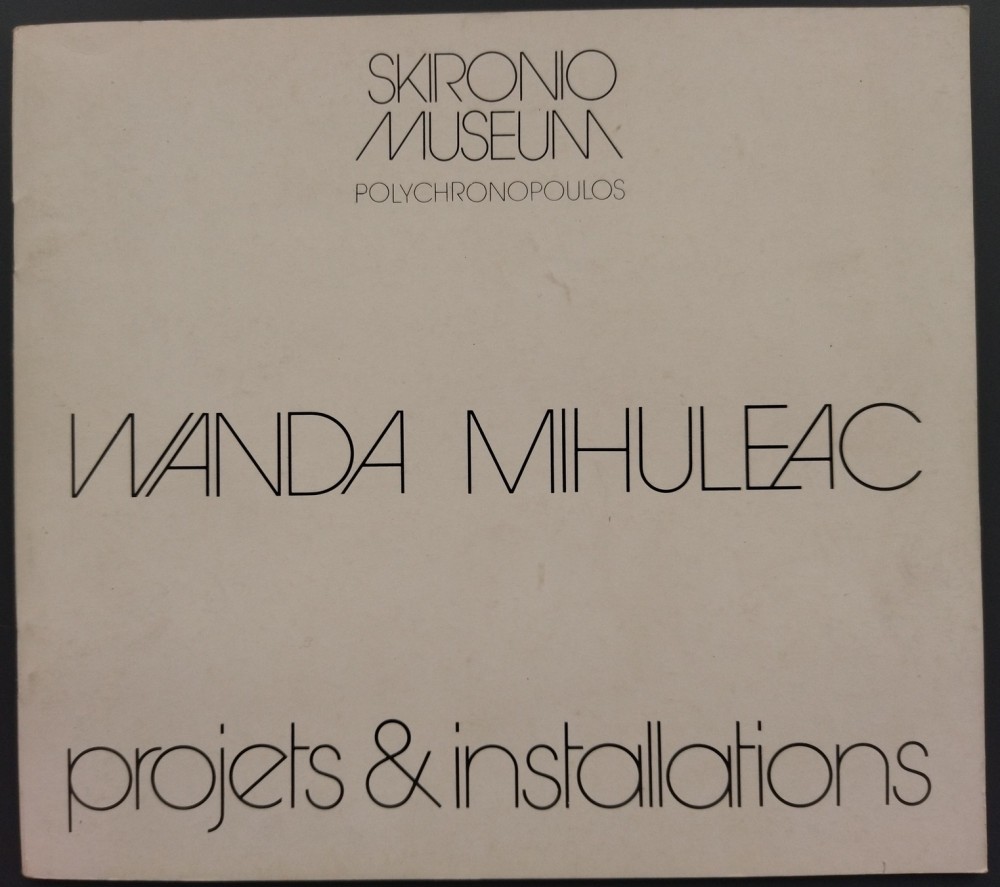 SKIRONIO
MUSEUM
POLYCHRONOPOULOS
WANDA MIHULEAC
projets & installations